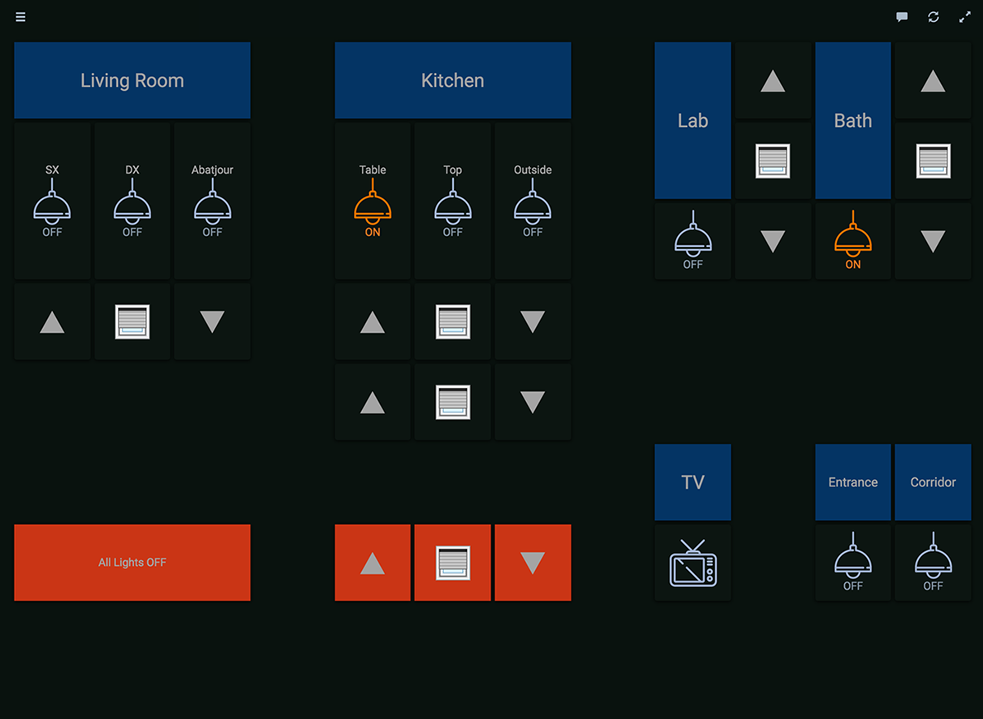 Living Room
SX
OFF
DX
OFF
Abatjour
OFF
Kitchen
Table
ON
Top
OFF
Outside
OFF
Lab
OFF
Bath
ON
All Lights OFF
TV
Entrance
OFF
Corridor
OFF